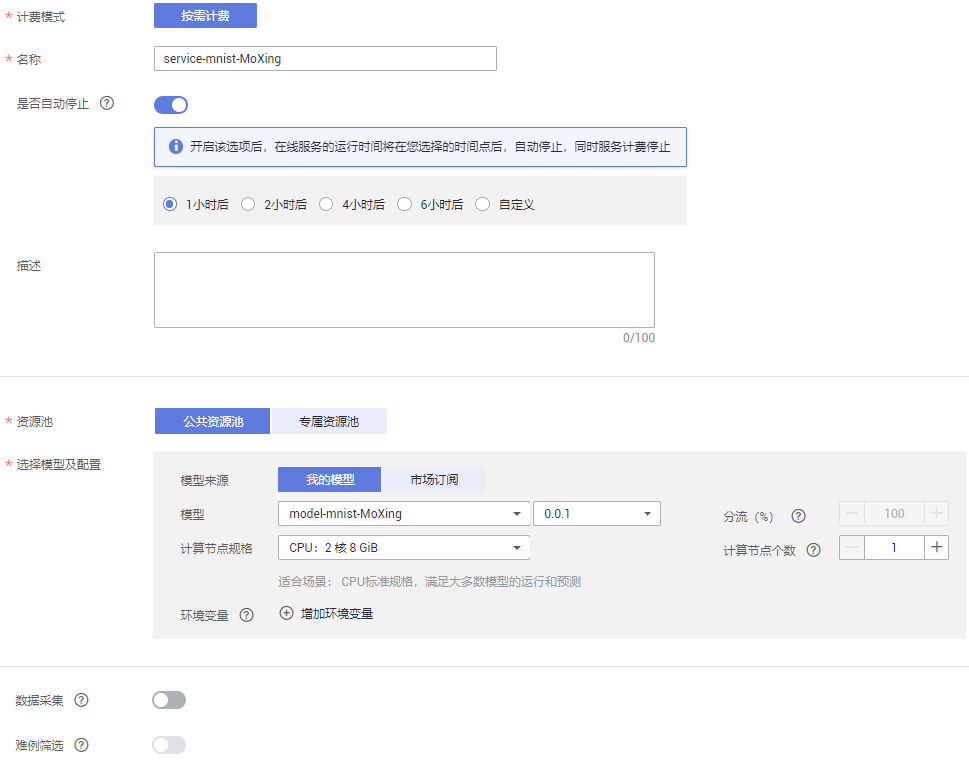 * 计费模式 按需计费
* 名称 service-mnist-MoXing
是否自动停止 ?
开启该选项后，在线服务的运行时间将在您选择的时间点后，自动停止，同时服务计费停止
1小时后 2小时后 4小时后 6小时后 自定义
描述
0/100
* 资源池 公共资源池 专属资源池
* 选择模型及配置
模型来源 我的模型 市场订阅
模型 model-mnist-MoXing 0.0.1 分流（%） ? 100
计算节点规格 CPU：2 核 8 GiB 计算节点个数 ? 1
适合场景： CPU标准规格，满足大多数模型的运行和预测
环境变量 ? 增加环境变量
数据采集 ?
难例筛选 ?